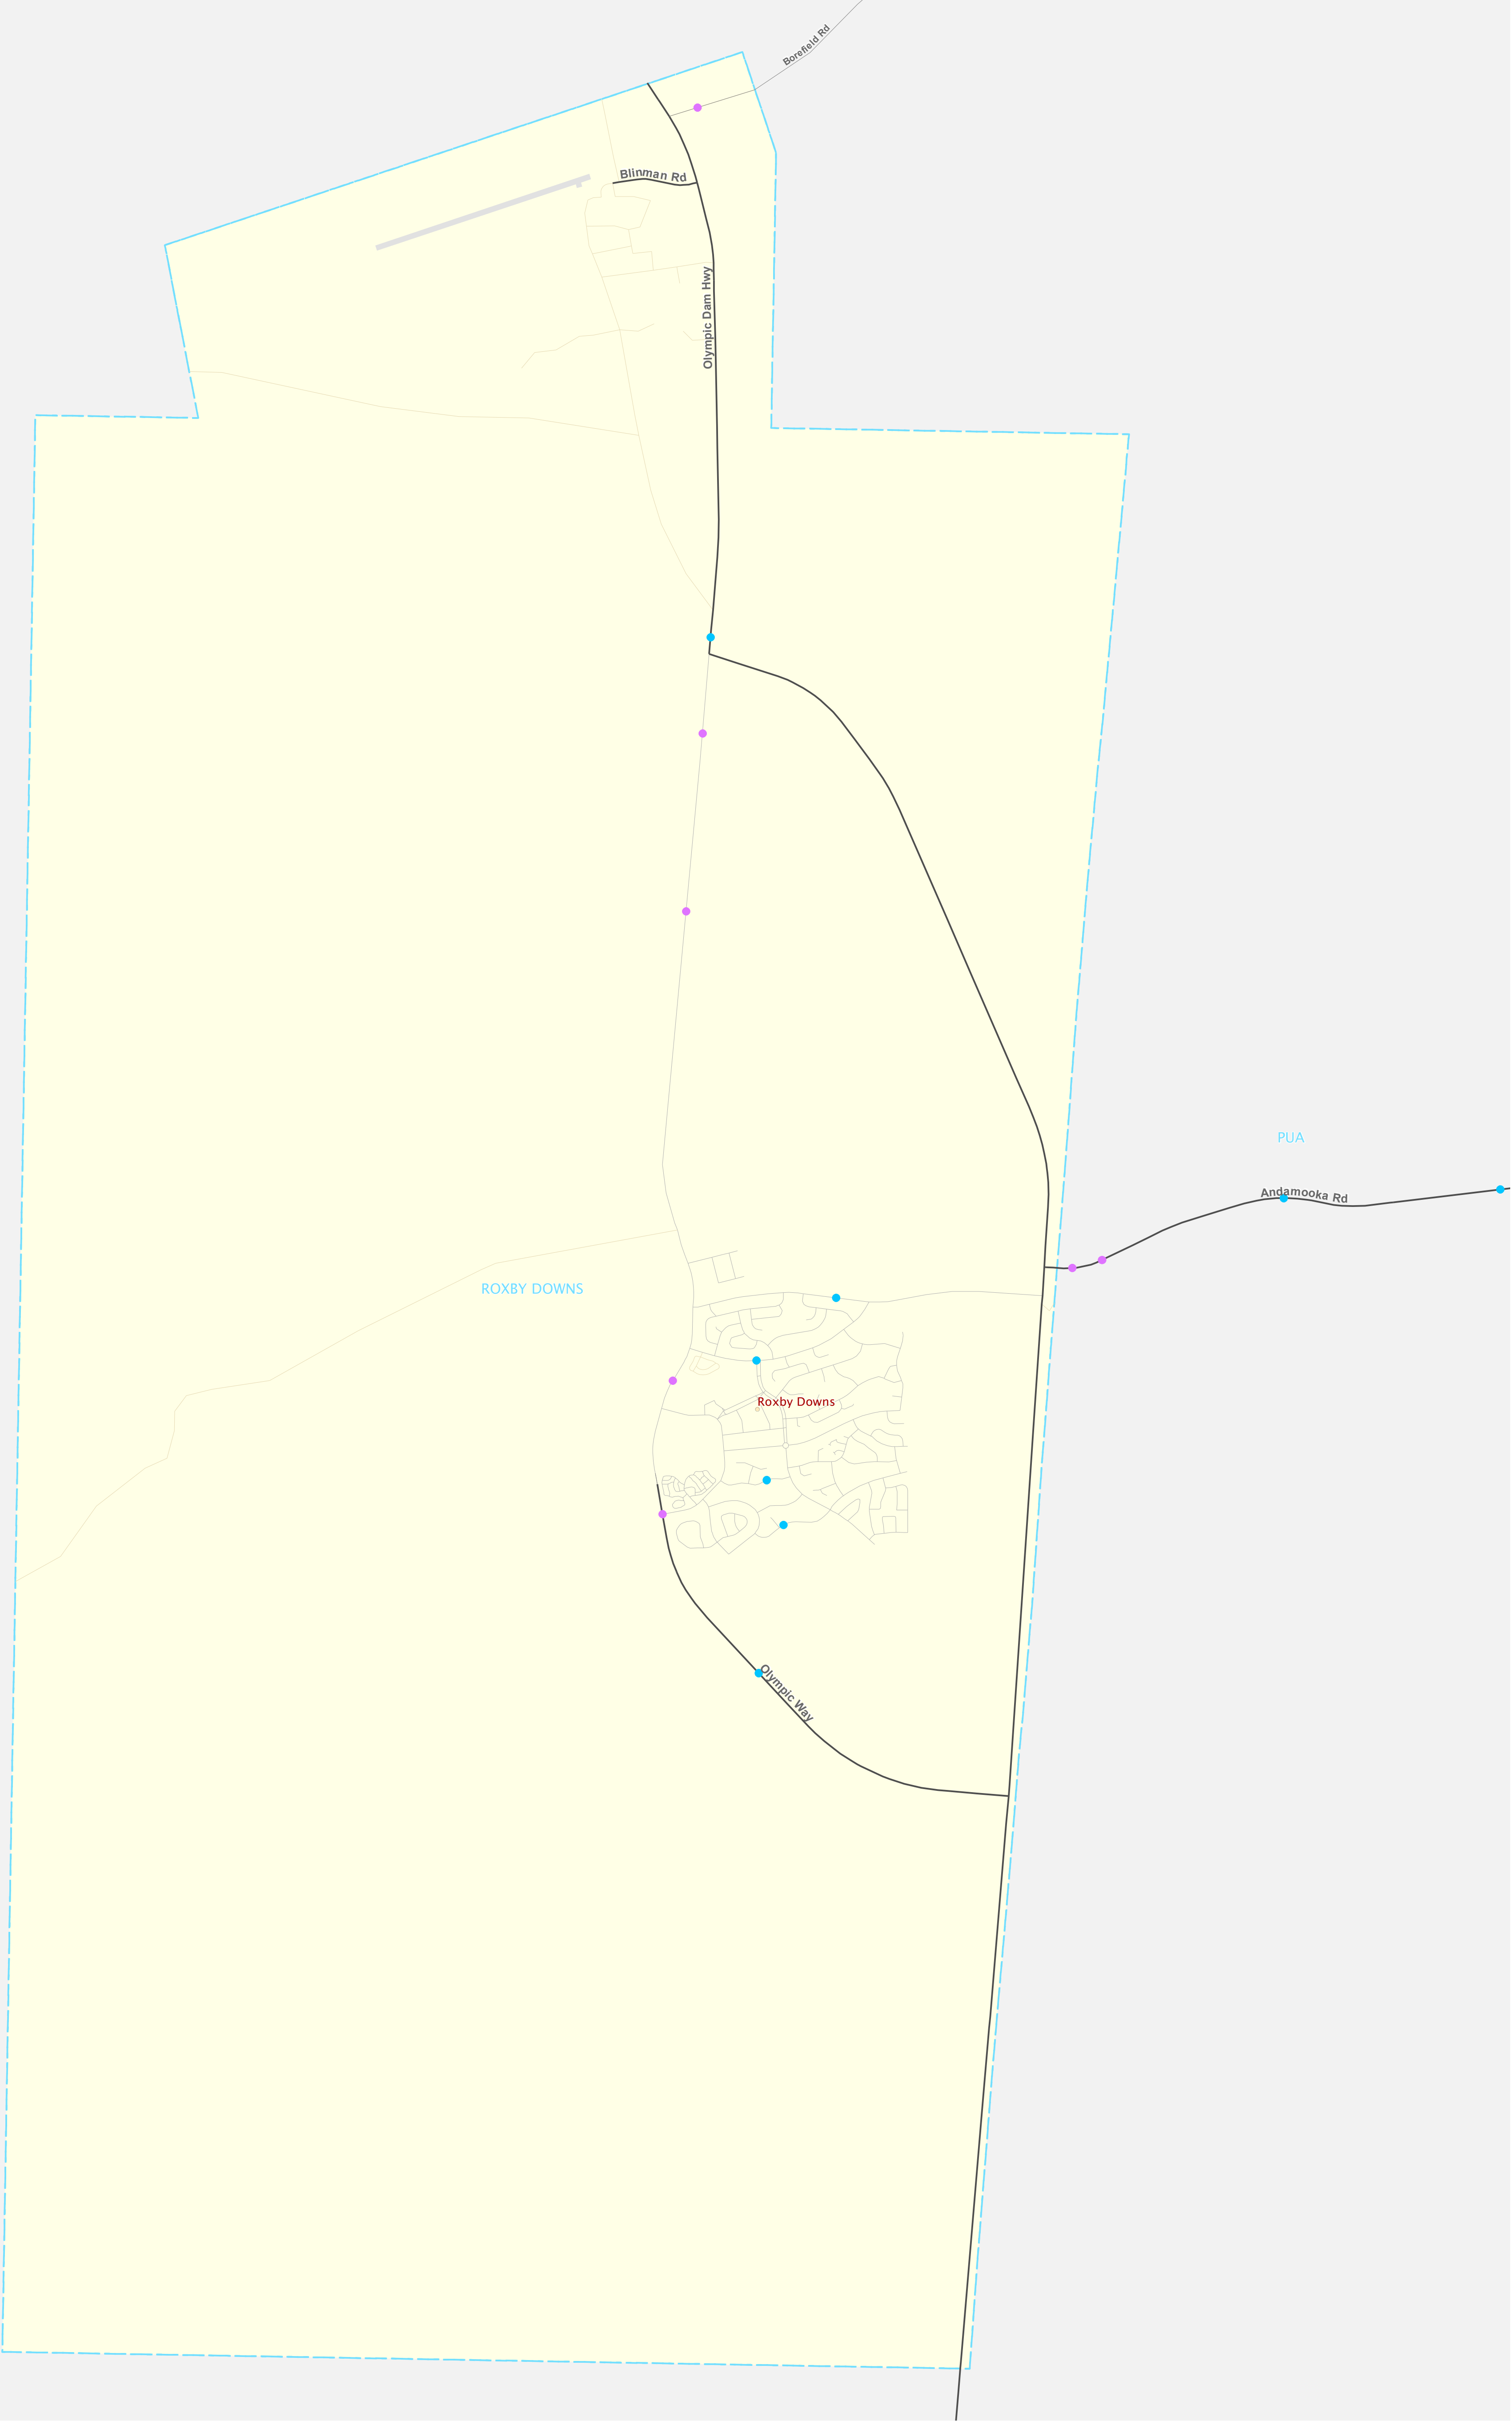 Borefield Rd
Blinman Rd
Olympic Dam Hwy
PUA
Andamooka Rd
ROXBY DOWNS
Roxby Downs
Olympic Way